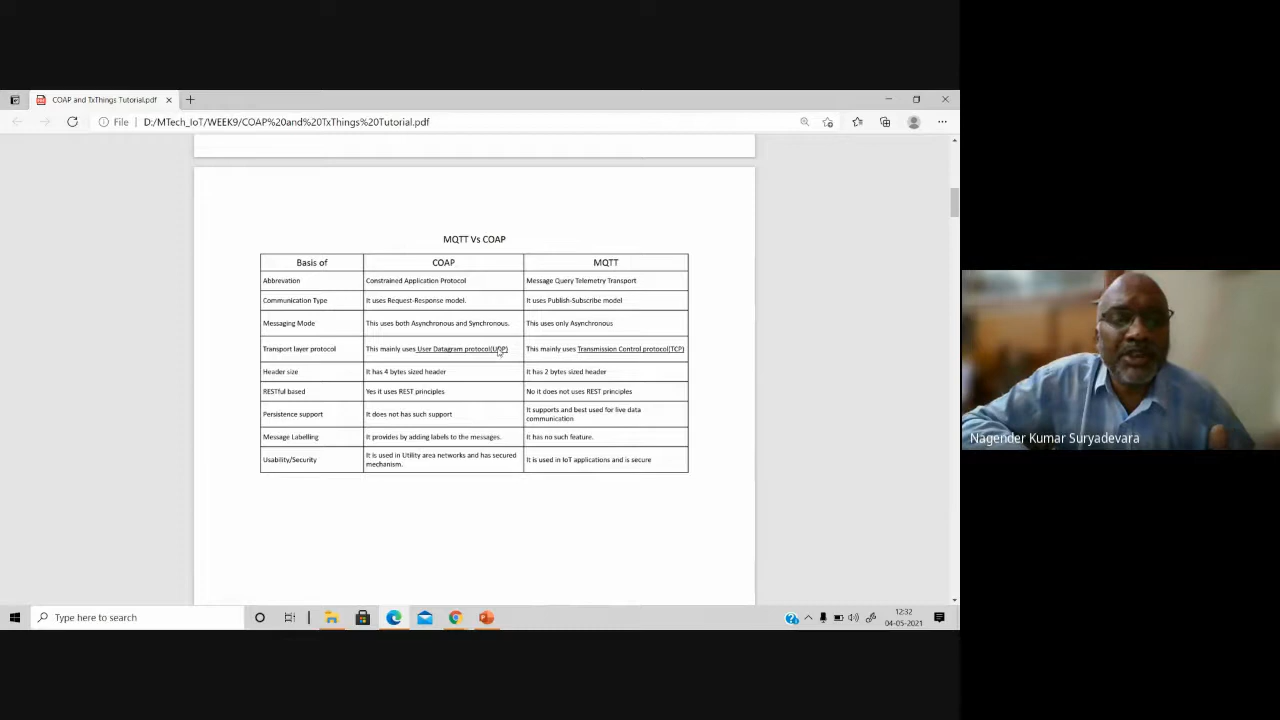 COAP and TxThings Tutorial.pdf
File
D:/MTech_IoT/WEEK9/COAP%20and%20TxThings%20Tutorial.pdf
MQTT Vs COAP
Basis of COAP MQTT
Abbrevation Constrained Application Protocol Message Query Telemetry Transport
Communication Type It uses Request-Response model. It uses Publish-Subscribe model
Messaging Mode This uses both Asynchronous and Synchronous. This uses only Asynchronous
Transport layer protocol This mainly uses User Datagram protocol(UDP) This mainly uses Transmission Control protocol(TCP)
Header size It has 4 bytes sized header It has 2 bytes sized header
RESTful based Yes it uses REST principles No it does not uses REST principles
Persistence support It does not has such support It supports and best used for live data
communication
Message Labelling It provides by adding labels to the messages. It has no such feature.
Usability/Security It is used in Utility area networks and has secured
mechanism. It is used in IoT applications and is secure
Nagender Kumar Suryadevara
Type here to search
12:32
04-05-2021